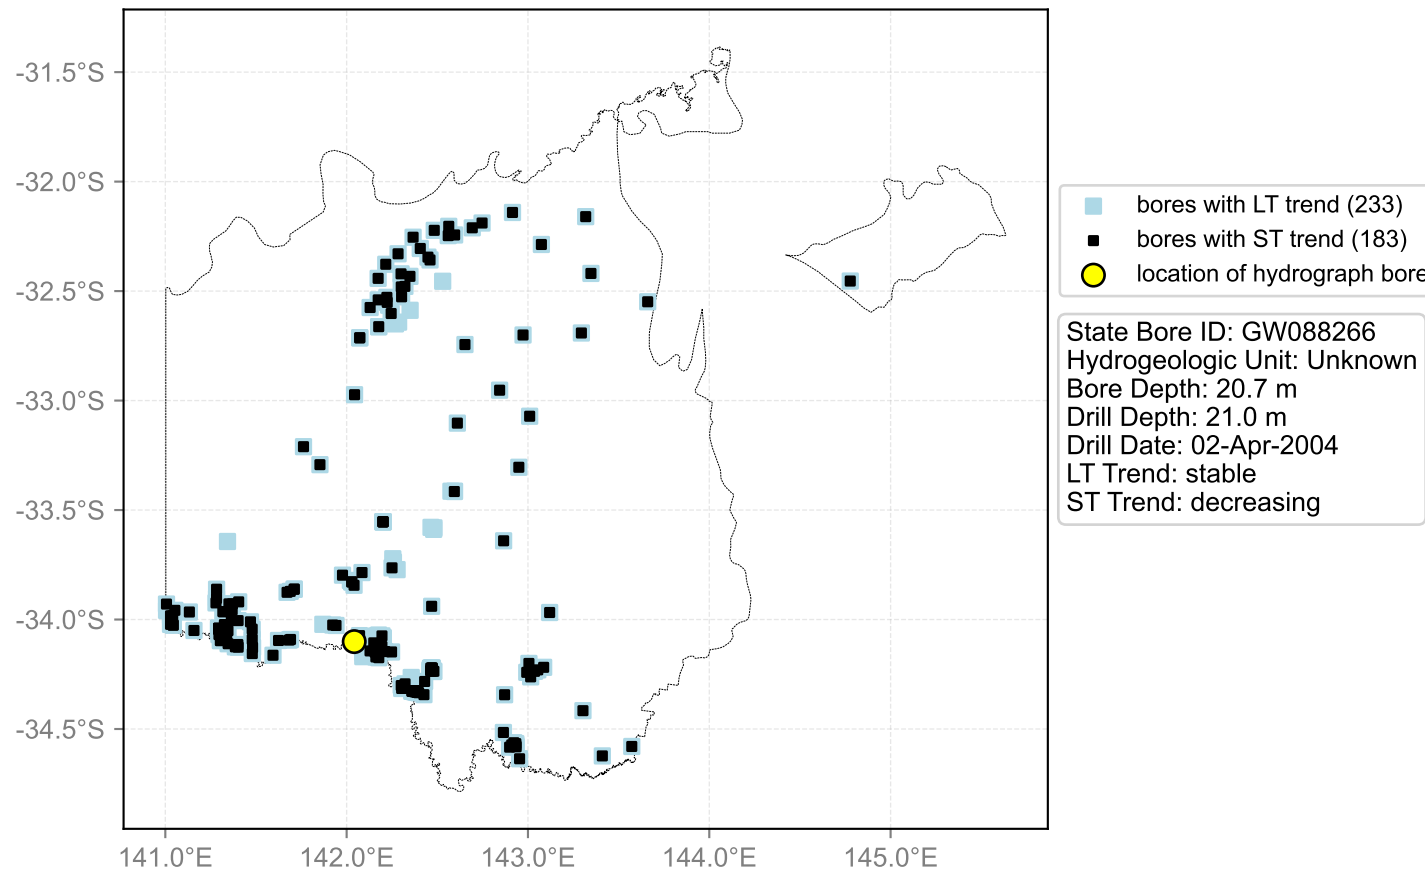 -31.5°S
-32.0°S
-32.5°S
-33.0°S
-33.5°S
-34.0°S
-34.5°S
141.0°E
142.0°E
143.0°E
144.0°E
145.0°E
bores with LT trend (233)
bores with ST trend (183)
location of hydrograph bore
State Bore ID: GW088266
Hydrogeologic Unit: Unknown
Bore Depth: 20.7 m
Drill Depth: 21.0 m
Drill Date: 02-Apr-2004
LT Trend: stable
ST Trend: decreasing